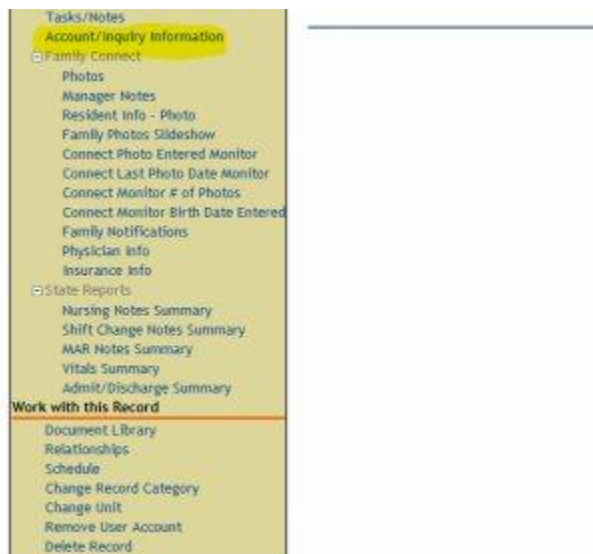 Tasks/Notes
Account/Inquiry Information
Family Connect
Photos
Manager Notes
Resident Info - Photo
Family Photos Slideshow
Connect Photo Entered Monitor
Connect Last Photo Date Monitor
Connect Monitor # of Photos
Connect Monitor Birth Date Entered
Family Notifications
Physician Info
Insurance Info
State Reports
Nursing Notes Summary
Shift Change Notes Summary
MAR Notes Summary
Vitals Summary
Admit/Discharge Summary
Work with this Record
Document Library
Relationships
Schedule
Change Record Category
Change Unit
Remove User Account
Delete Record